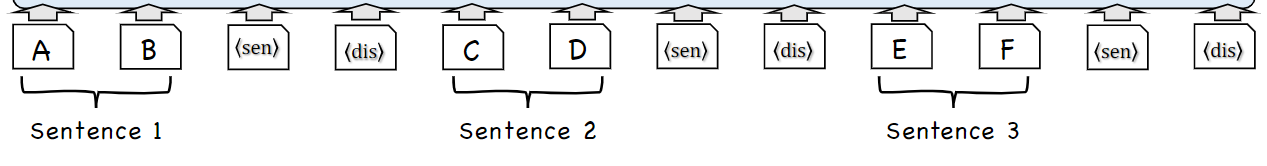 A B ⟨sen⟩ ⟨dis⟩ C D ⟨sen⟩ ⟨dis⟩ E F ⟨sen⟩ ⟨dis⟩
Sentence 1 Sentence 2 Sentence 3